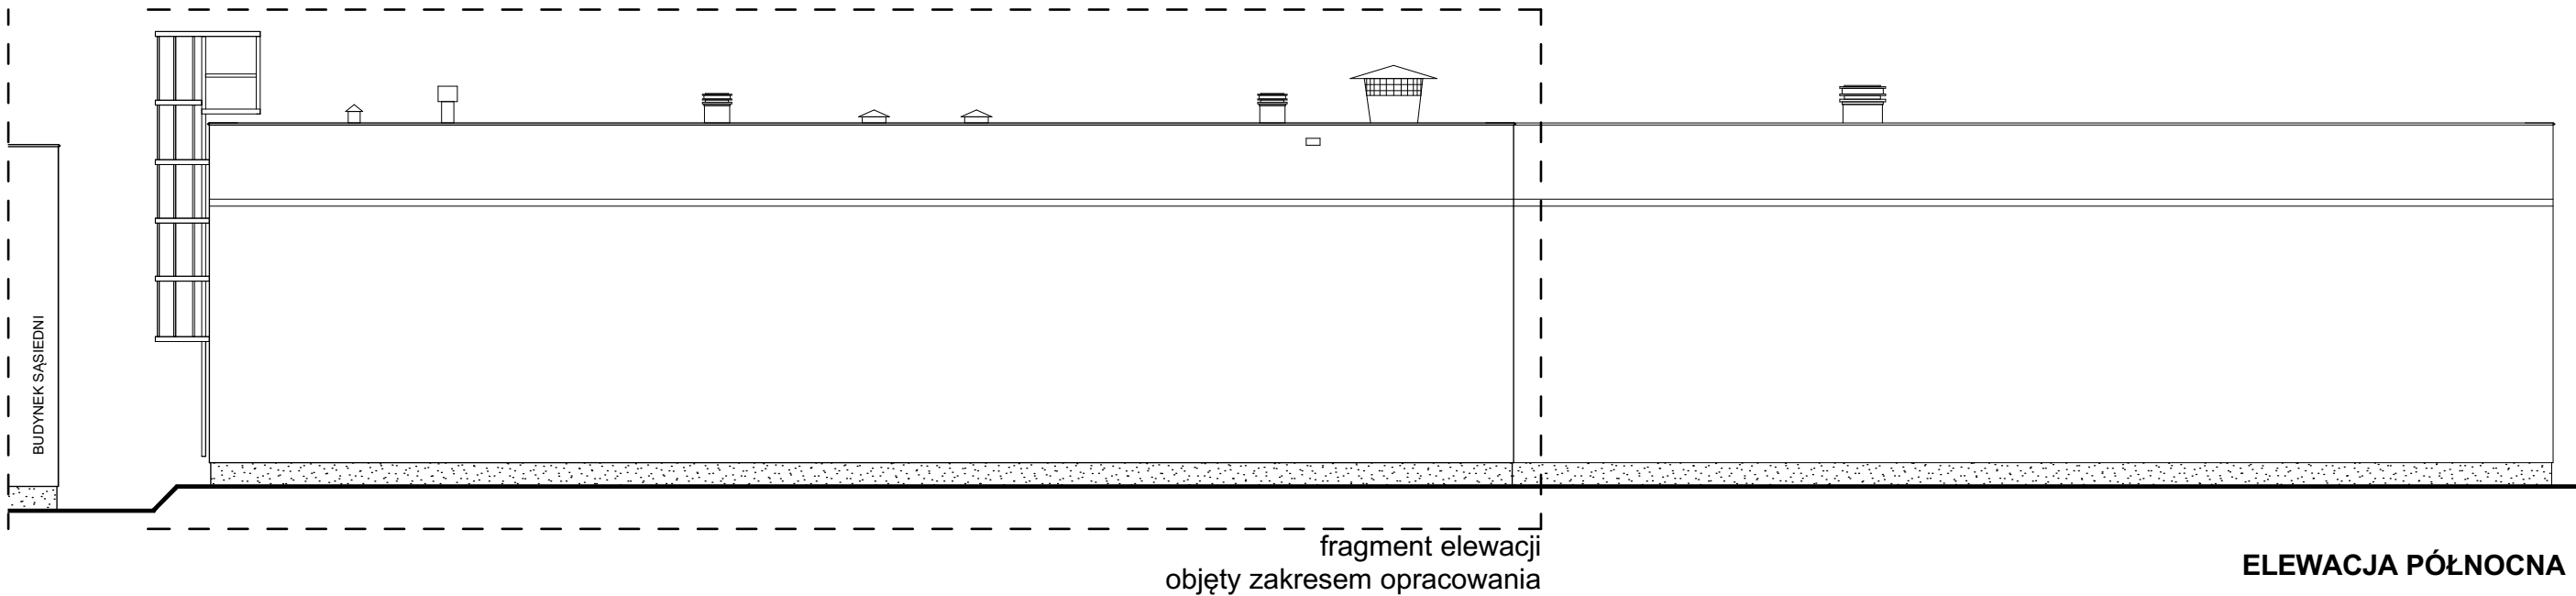 BUDYNEK SĄSIEDNI
fragment elewacji
objęty zakresem opracowania
ELEWACJA PÓŁNOCNA